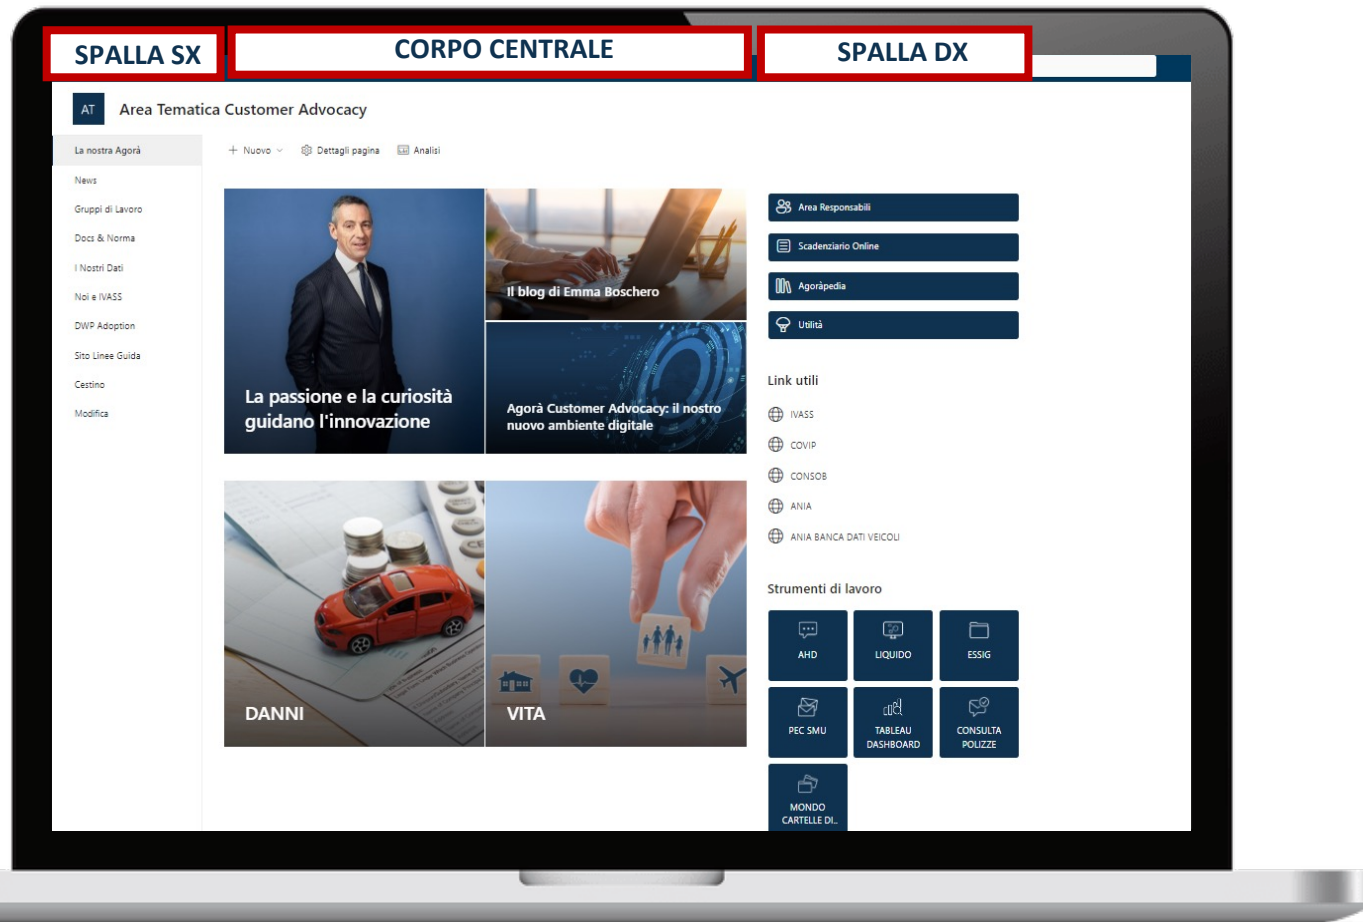 SPALLA SX
CORPO CENTRALE
SPALLA DX
AT
Area Tematica Customer Advocacy
La nostra Agorà
News
Gruppi di Lavoro
Docs & Norma
I Nostri Dati
Noi e IVASS
DWP Adoption
Sito Linee Guida
Cestino
Modifica
+ Nuovo
Dettagli pagina
Analisi
La passione e la curiosità
guidano l'innovazione
Il blog di Emma Boschero
Agorà Customer Advocacy: il nostro
nuovo ambiente digitale
DANNI
VITA
Area Responsabili
Scadenziario Online
Agoràpedia
Utilità
Link utili
IVASS
COVIP
CONSOB
ANIA
ANIA BANCA DATI VEICOLI
Strumenti di lavoro
AHD
LIQUIDO
ESSIG
PEC SMU
TABLEAU
DASHBOARD
CONSULTA
POLIZZE
MONDO
CARTELLE DI..